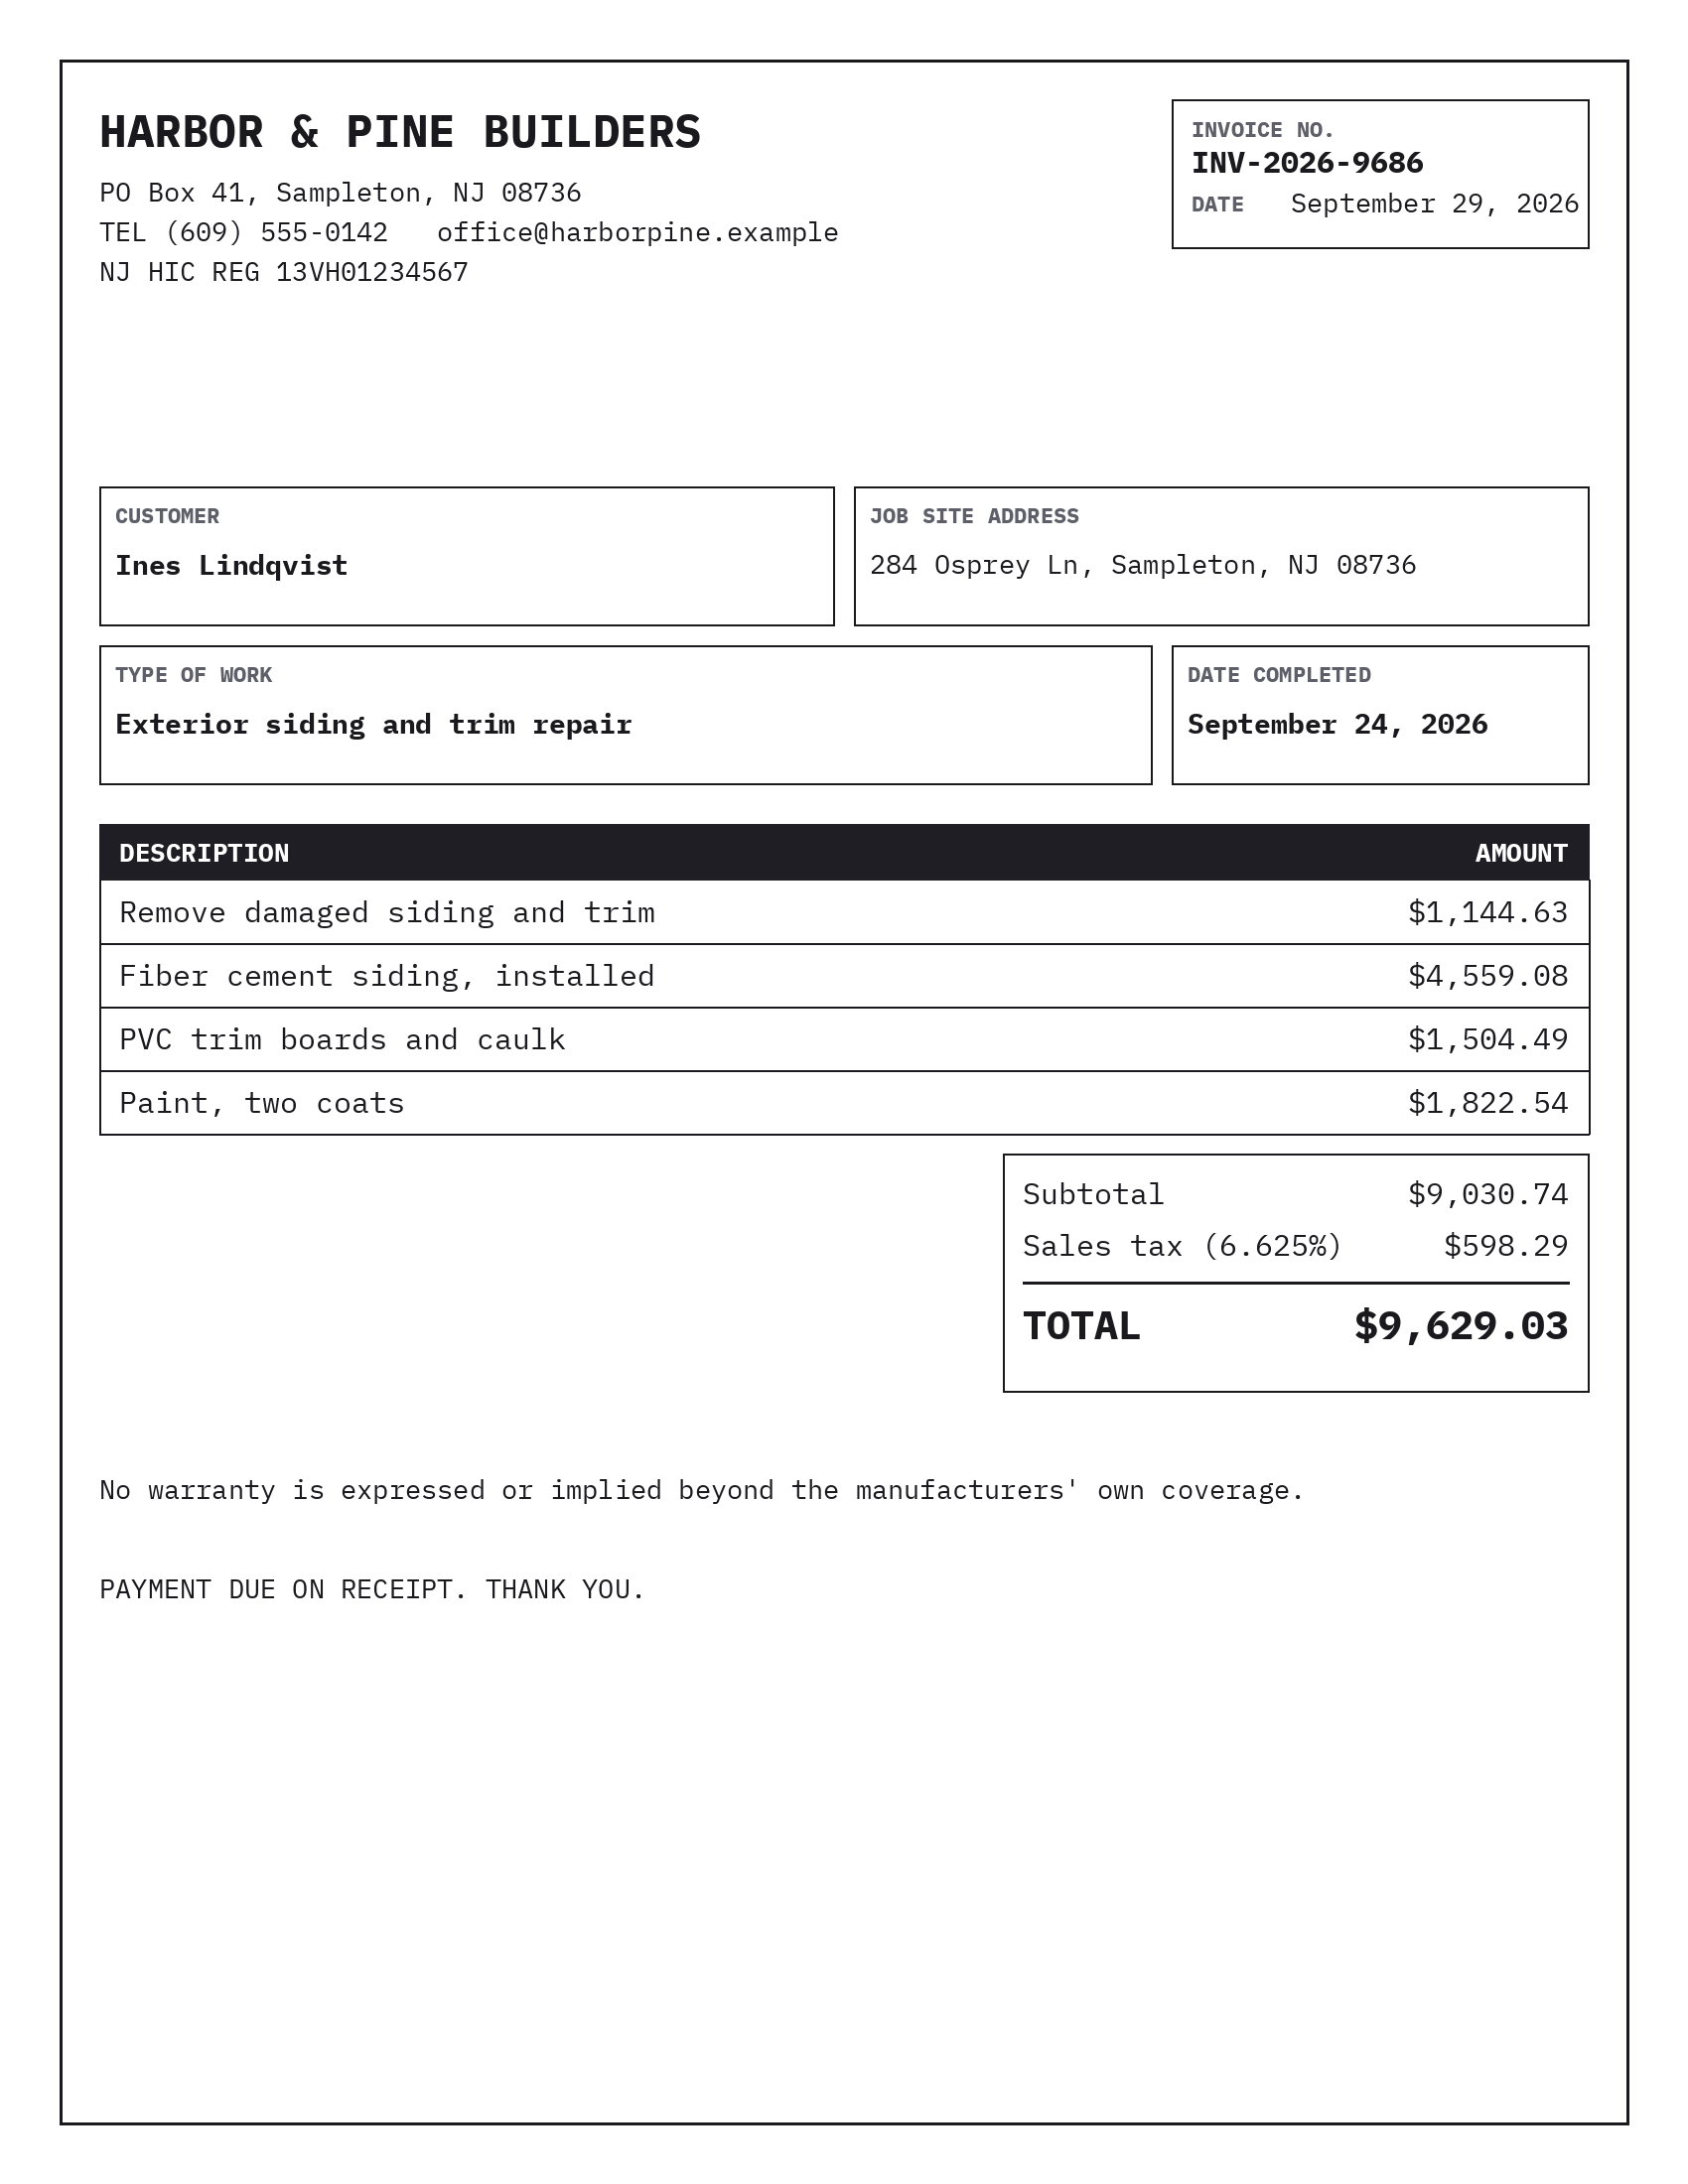 HARBOR & PINE BUILDERS
PO Box 41, Sampleton, NJ 08736
TEL (609) 555-0142 office@harborpine.example
NJ HIC REG 13VH01234567
INVOICE NO.
INV-2026-9686
DATE September 29, 2026
CUSTOMER
Ines Lindqvist
JOB SITE ADDRESS
284 Osprey Ln, Sampleton, NJ 08736
TYPE OF WORK
Exterior siding and trim repair
DATE COMPLETED
September 24, 2026
DESCRIPTION AMOUNT
Remove damaged siding and trim $1,144.63
Fiber cement siding, installed $4,559.08
PVC trim boards and caulk $1,504.49
Paint, two coats $1,822.54
Subtotal $9,030.74
Sales tax (6.625%) $598.29
TOTAL $9,629.03
No warranty is expressed or implied beyond the manufacturers' own coverage.
PAYMENT DUE ON RECEIPT. THANK YOU.